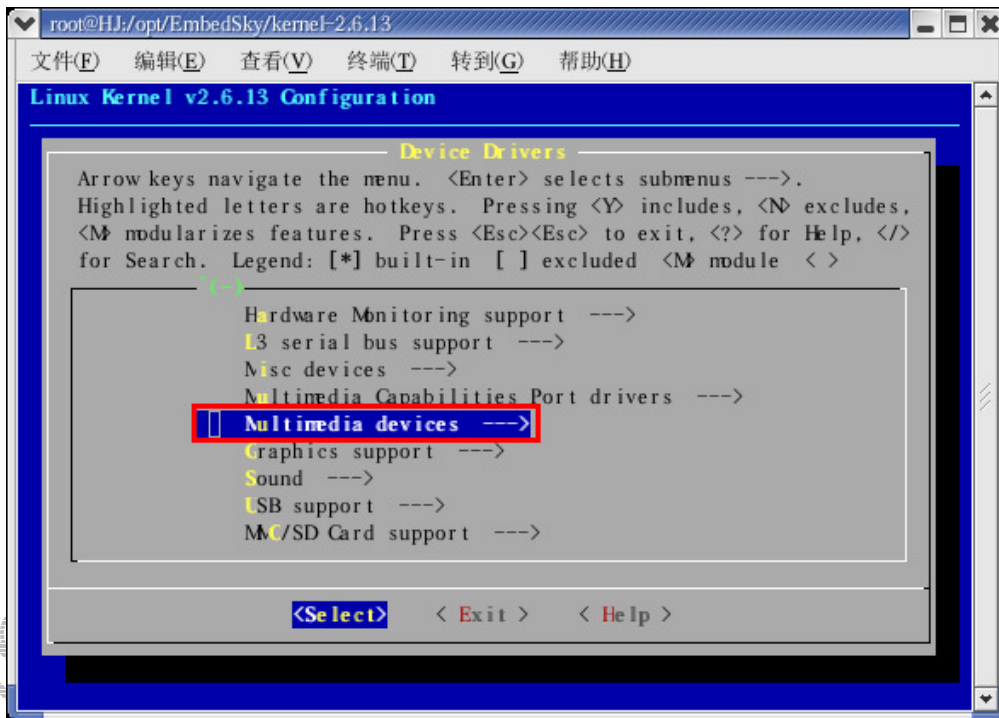 root@HJ:/opt/EmbedSky/kernel-2.6.13
文件(F) 编辑(E) 查看(V) 终端(T) 转到(G) 帮助(H)
Linux Kernel v2.6.13 Configuration
Device Drivers
Arrow keys navigate the menu. <Enter> selects submenus --->.
Highlighted letters are hotkeys. Pressing <Y> includes, <N> excludes,
<M> modularizes features. Press <Esc><Esc> to exit, <?> for Help, </>
for Search. Legend: [*] built-in [ ] excluded <M> module < >
^(-)
Hardware Monitoring support --->
L3 serial bus support --->
Misc devices --->
Multimedia Capabilities Port drivers --->
Multimedia devices --->
Graphics support --->
Sound --->
USB support --->
MMC/SD Card support --->
<Select> < Exit > < Help >